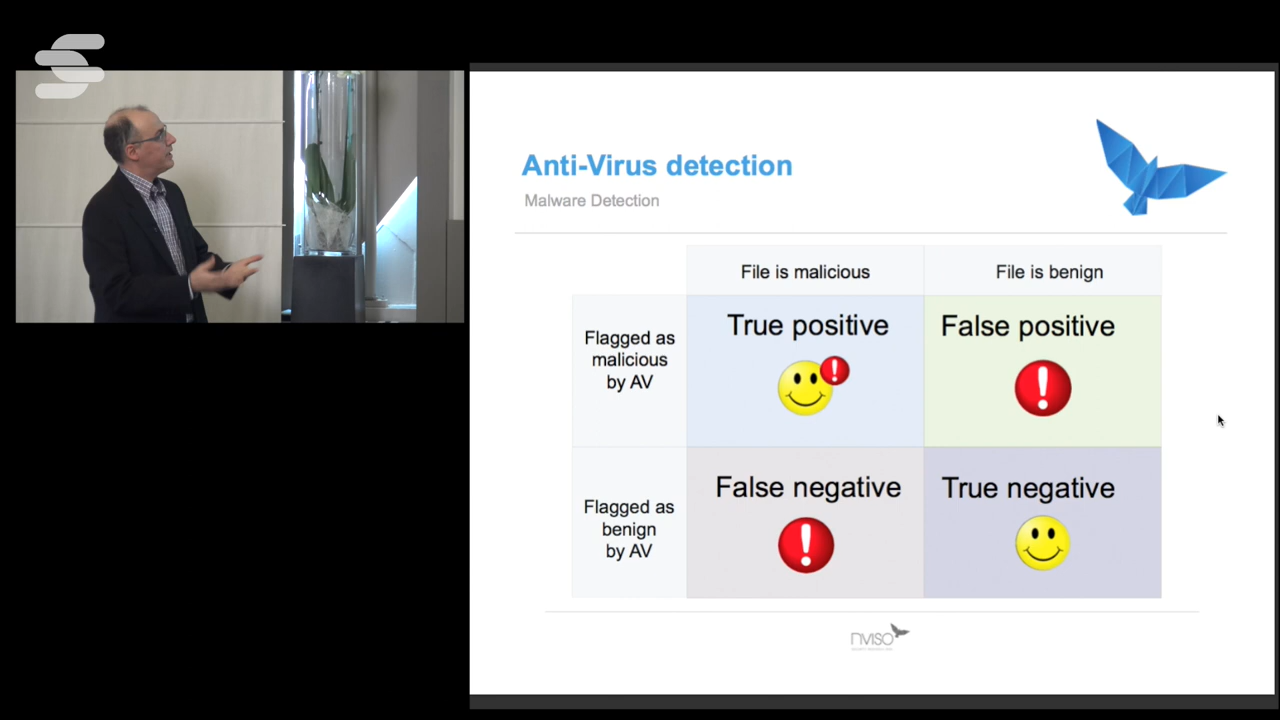 Anti-Virus detection
Malware Detection
File is malicious
File is benign
Flagged as
malicious
by AV
True positive
False positive
Flagged as
benign
by AV
False negative
True negative
NVISO